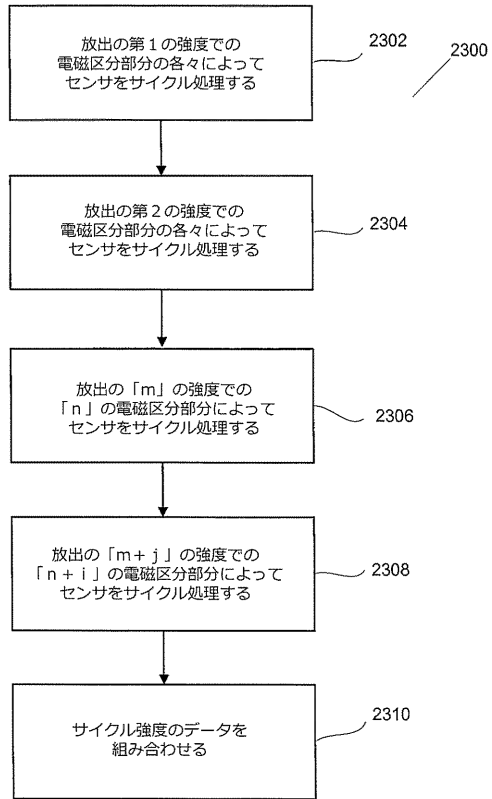 放出の第１の強度での
電磁区分部分の各々によって
センサをサイクル処理する
2302
2300
放出の第２の強度での
電磁区分部分の各々によって
センサをサイクル処理する
2304
放出の「ｍ」の強度での
「ｎ」の電磁区分部分によって
センサをサイクル処理する
2306
放出の「ｍ＋ｊ」の強度での
「ｎ＋ｉ」の電磁区分部分によって
センサをサイクル処理する
2308
サイクル強度のデータを
組み合わせる
2310